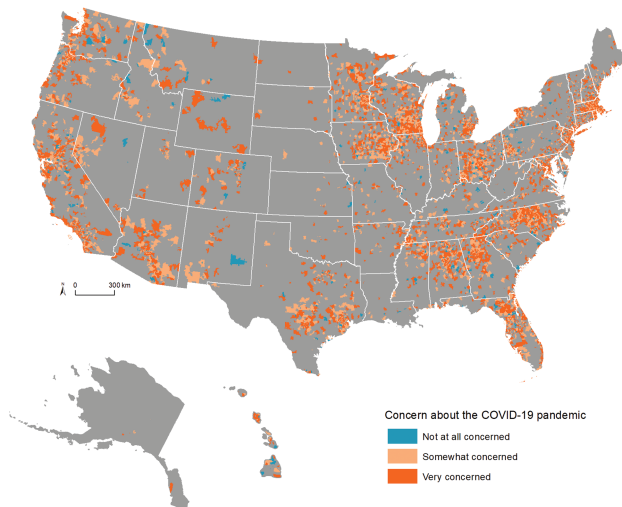 N
0 300 km
Concern about the COVID-19 pandemic
Not at all concerned
Somewhat concerned
Very concerned